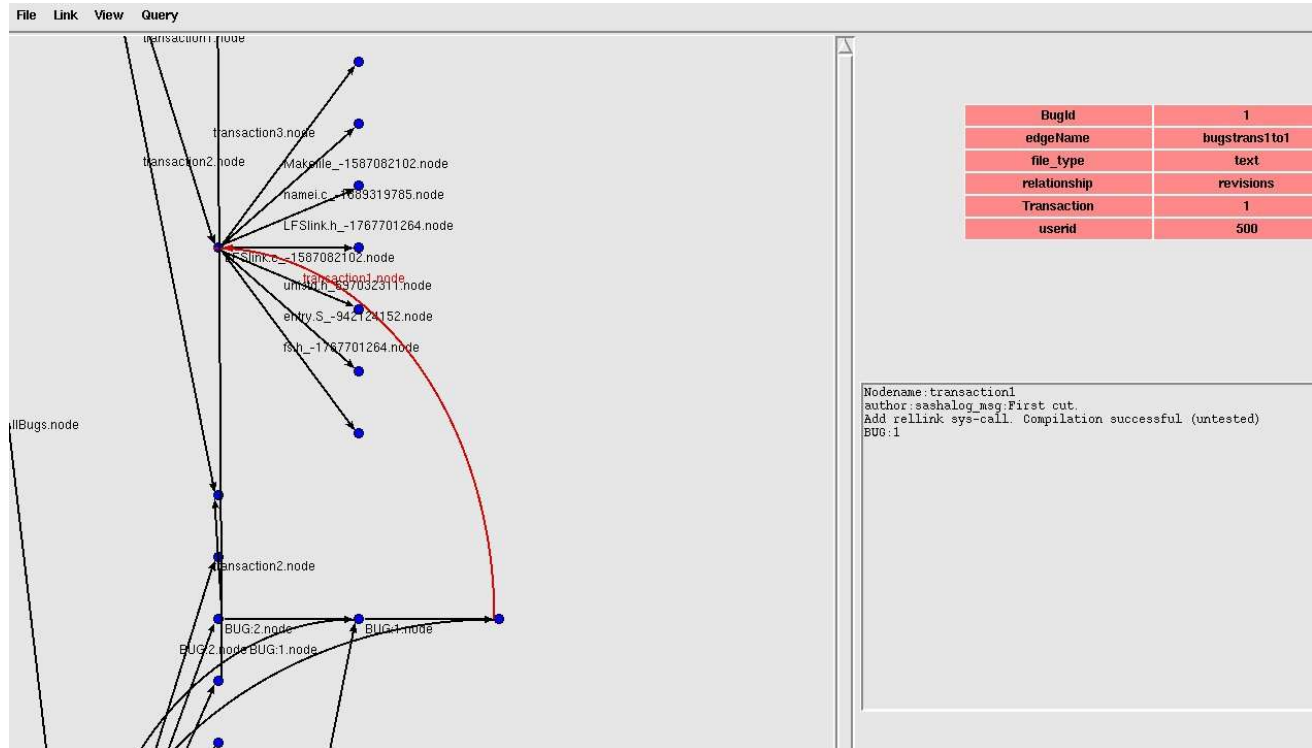 File Link View Query
transaction1.node
transaction3.node
transaction2.node
Makefile_-1587082102.node
namei.c_-1689319785.node
LFSlink.h_-1767701264.node
LFSlink.c_-1587082102.node
transaction1.node
unistd.h_697032311.node
entry.S_-942124152.node
fs.h_-1767701264.node
llBugs.node
transaction2.node
BUG:2.node BUG:1.node
BUG:2.node BUG:1.node
BugId 1
edgeName bugstrans1to1
file_type text
relationship revisions
Transaction 1
userid 500
Nodename:transaction1
author:sashalog_msg:First cut.
Add rellink sys-call. Compilation successful (untested)
BUG:1